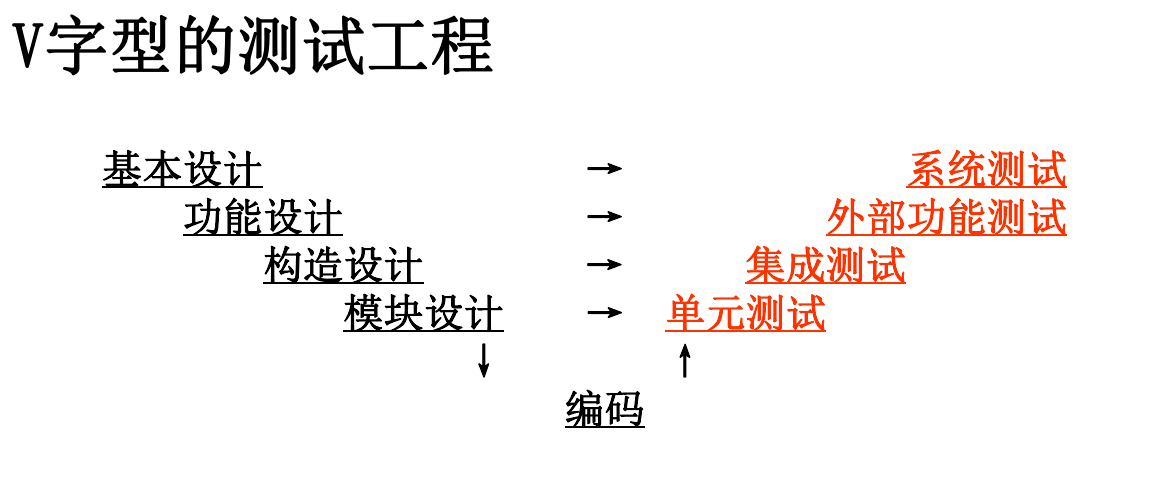 V字型的测试工程
基本设计 → 系统测试
功能设计 → 外部功能测试
构造设计 → 集成测试
模块设计 → 单元测试
↓ ↑
编码